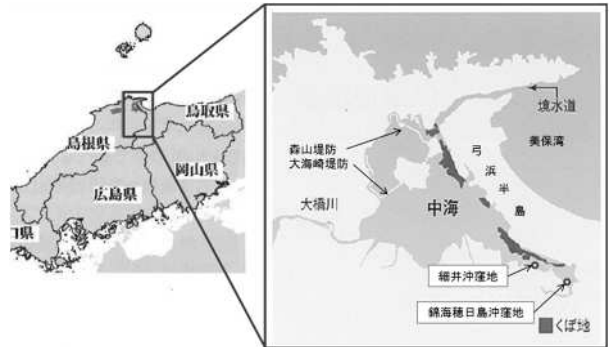 鳥取県
島根県
岡山県
広島県
口県
境水道
美保湾
森山堤防
大海崎堤防
弓浜半島
大橋川
中海
細井沖窪地
錦海穂日島沖窪地
くぼ地